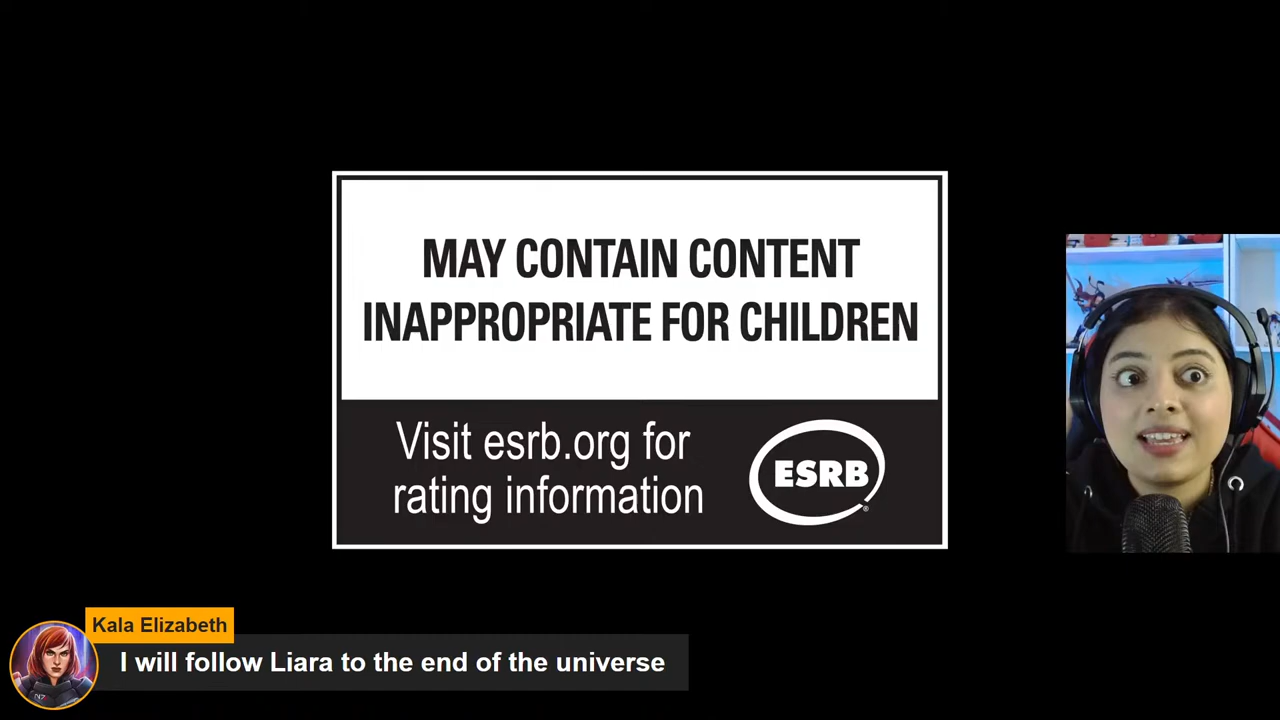 MAY CONTAIN CONTENT
INAPPROPRIATE FOR CHILDREN
Visit esrb.org for
rating information
ESRB
®
Kala Elizabeth
I will follow Liara to the end of the universe
N7